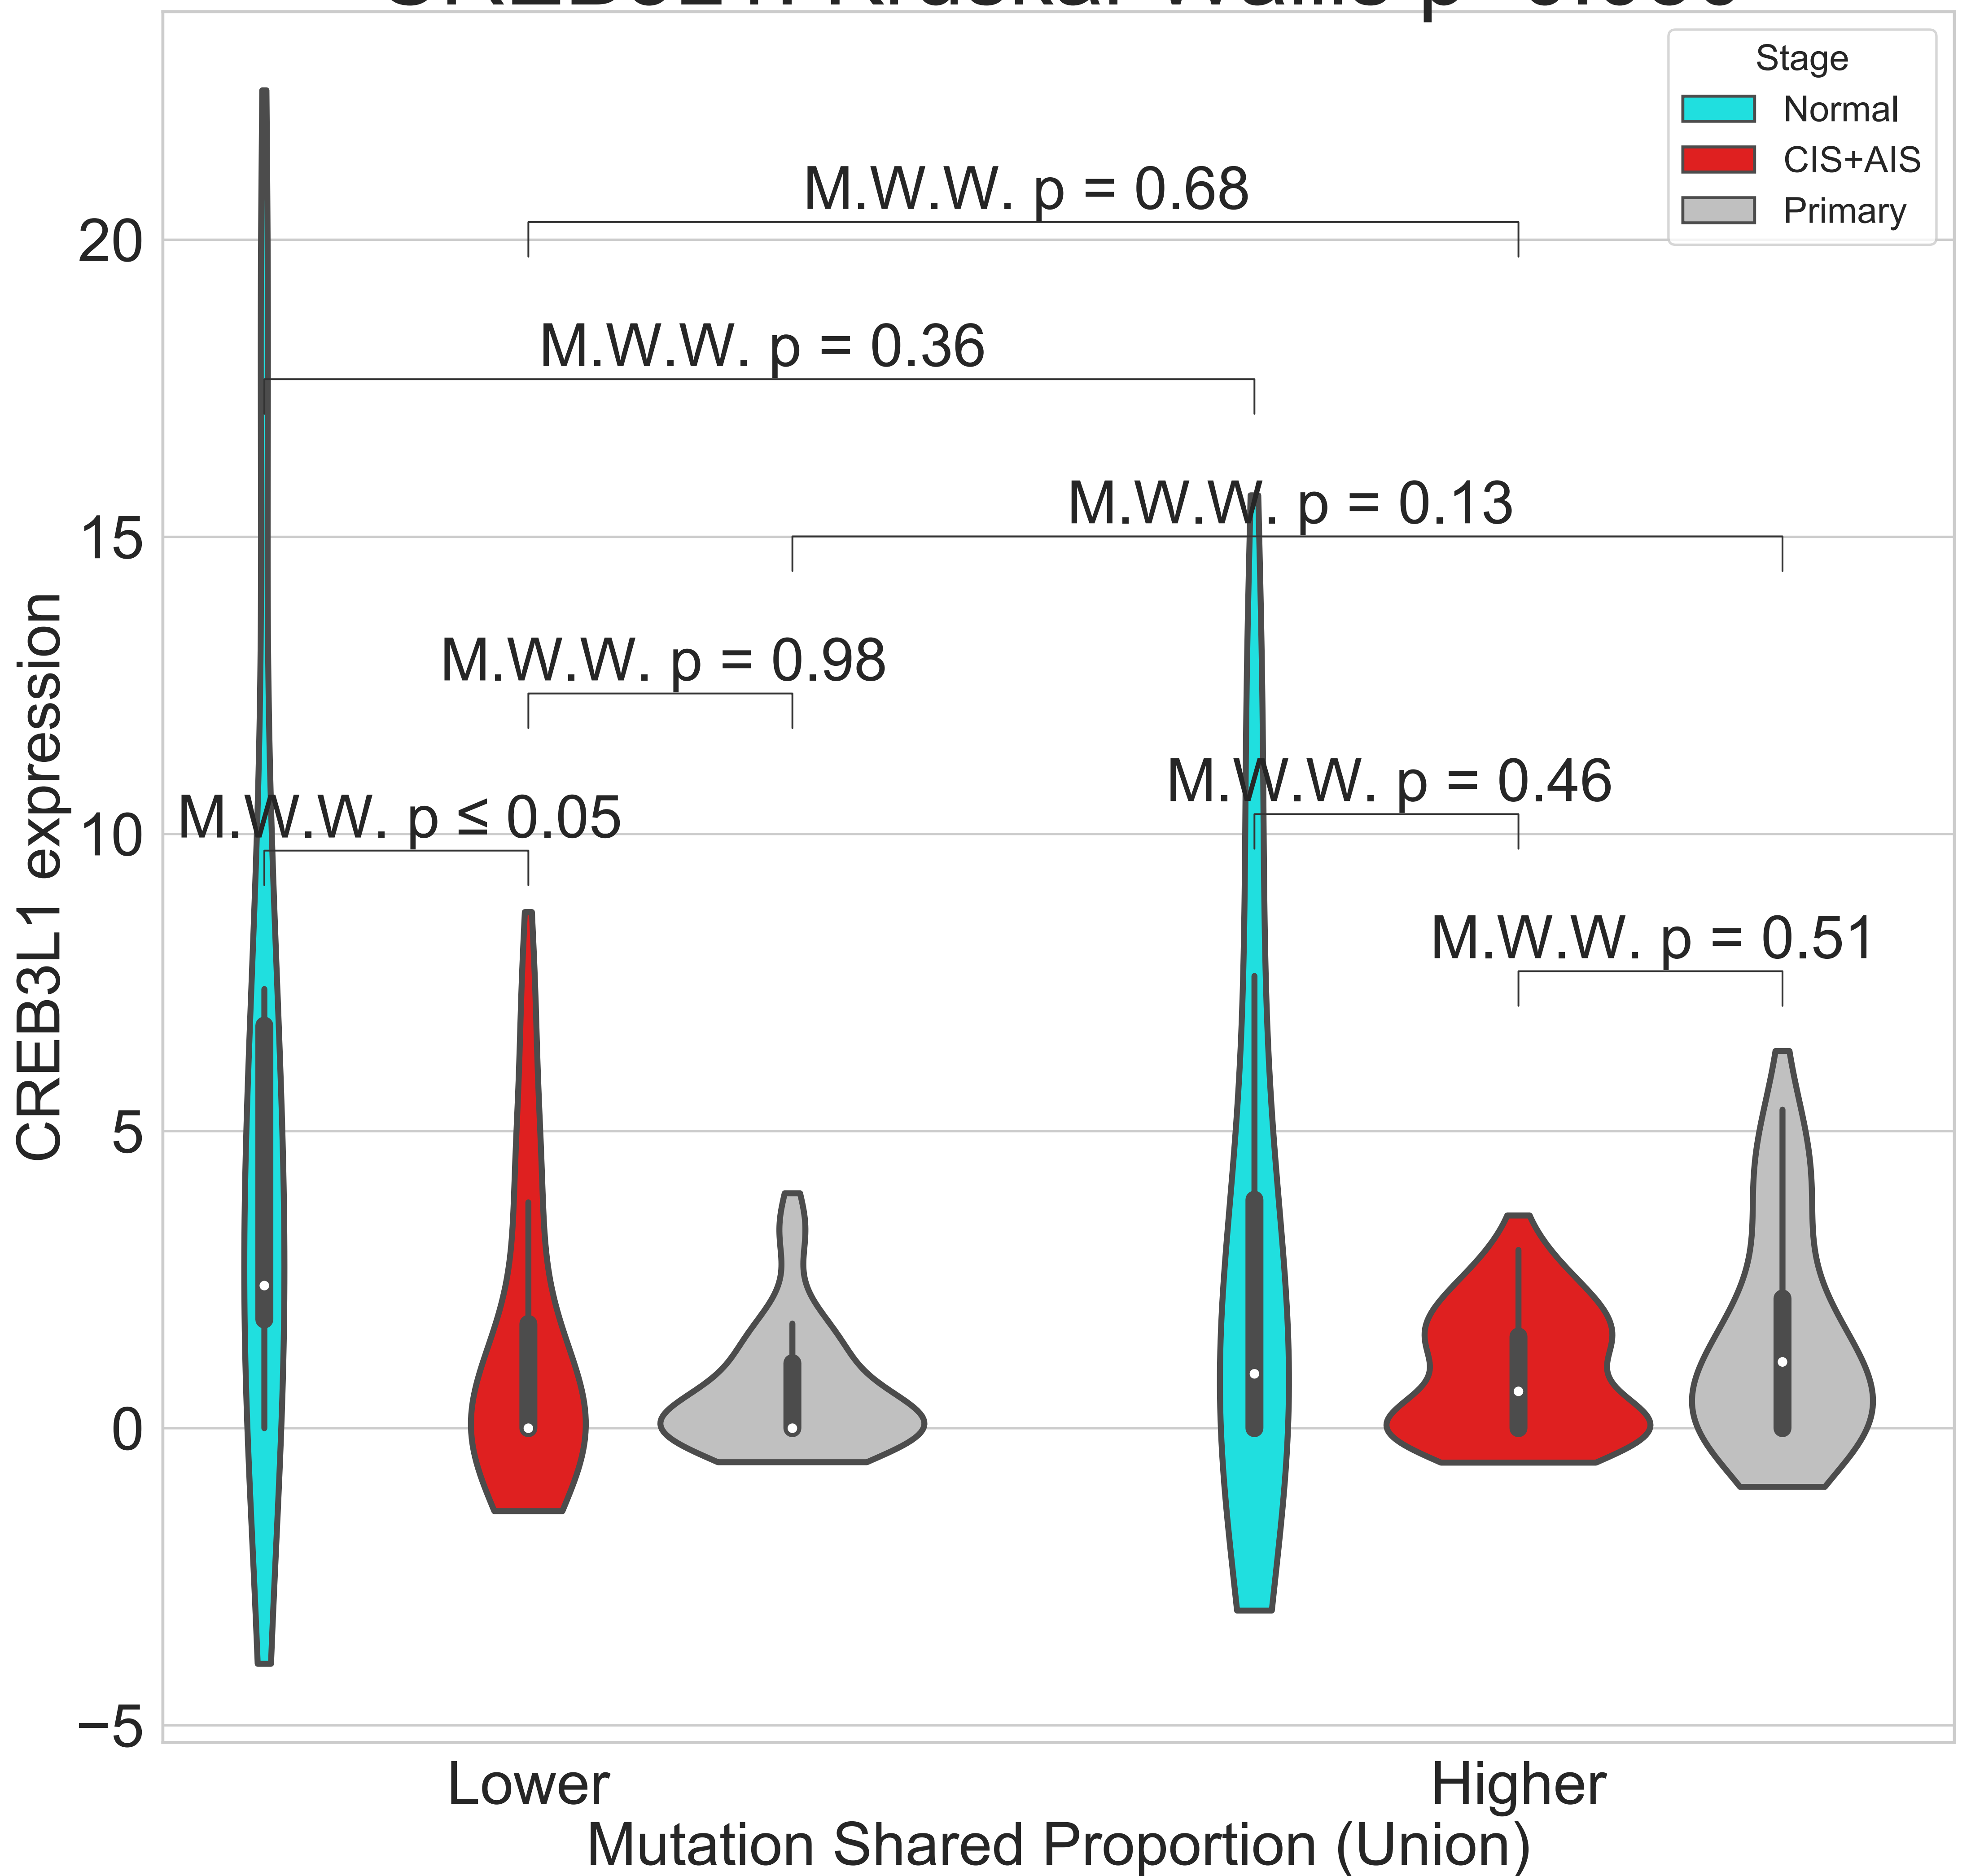 Stage
Normal
CIS+AIS
Primary
M.W.W. p = 0.68
M.W.W. p = 0.36
M.W.W. p = 0.13
M.W.W. p = 0.98
M.W.W. p = 0.46
M.W.W. p ≤ 0.05
M.W.W. p = 0.51
20
15
10
5
0
−5
CREB3L1 expression
Lower
Higher
Mutation Shared Proportion (Union)